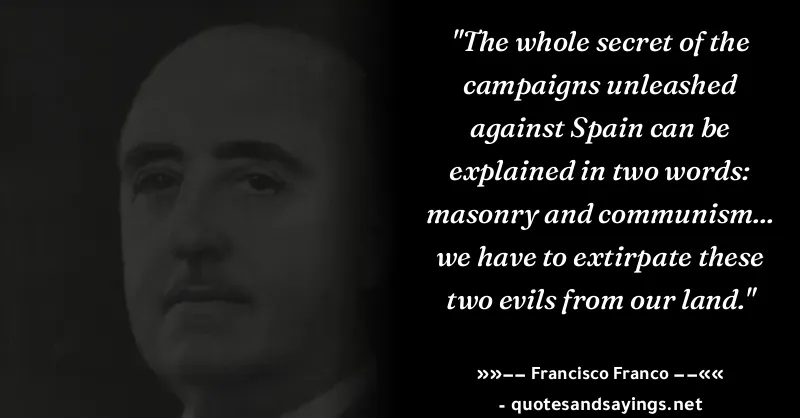 "The whole secret of the
campaigns unleashed
against Spain can be
explained in two words:
masonry and communism...
we have to extirpate these
two evils from our land."
»»–– Francisco Franco ––««
- quotesandsayings.net